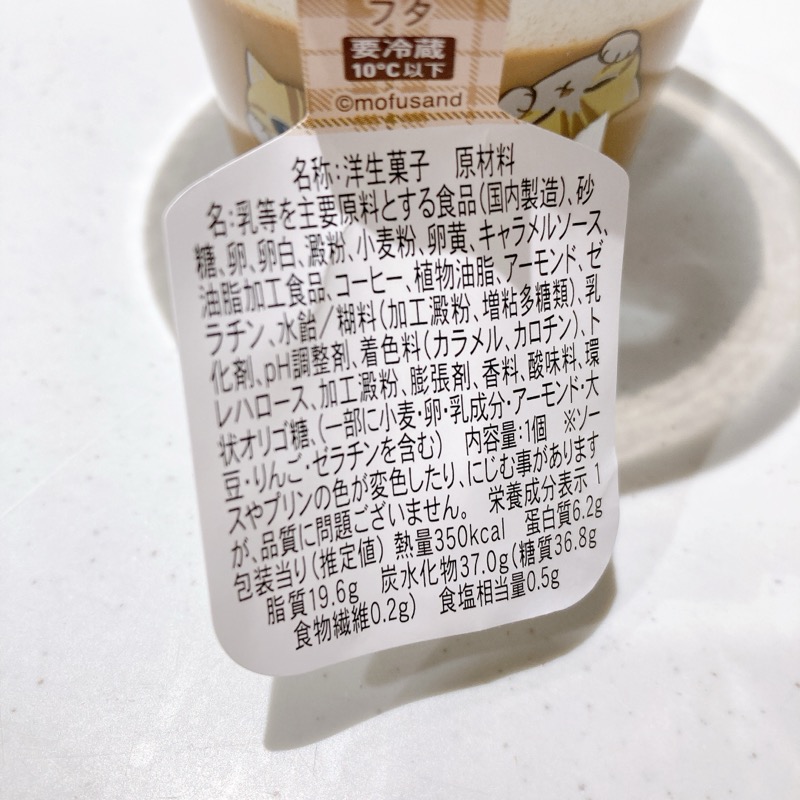 フタ
要冷蔵
10℃以下
©mofusand
名称:洋生菓子 原材料
名:乳等を主要原料とする食品(国内製造)、砂
糖、卵、卵白、澱粉、小麦粉、卵黄、キャラメルソース、
油脂加工食品、コーヒー、植物油脂、アーモンド、ゼ
ラチン、水飴/糊料(加工澱粉、増粘多糖類)、乳
化剤、pH調整剤、着色料(カラメル、カロチン)、ト
レハロース、加工澱粉、膨張剤、香料、酸味料、環
状オリゴ糖、(一部に小麦・卵・乳成分・アーモンド・大
豆・りんご・ゼラチンを含む) 内容量:1個 ※ソー
スやプリンの色が変色したり、にじむ事があります
が、品質に問題ございません。 栄養成分表示 1
包装当り(推定値) 熱量350kcal 蛋白質6.2g
脂質19.6g 炭水化物37.0g(糖質36.8g
食物繊維0.2g) 食塩相当量0.5g